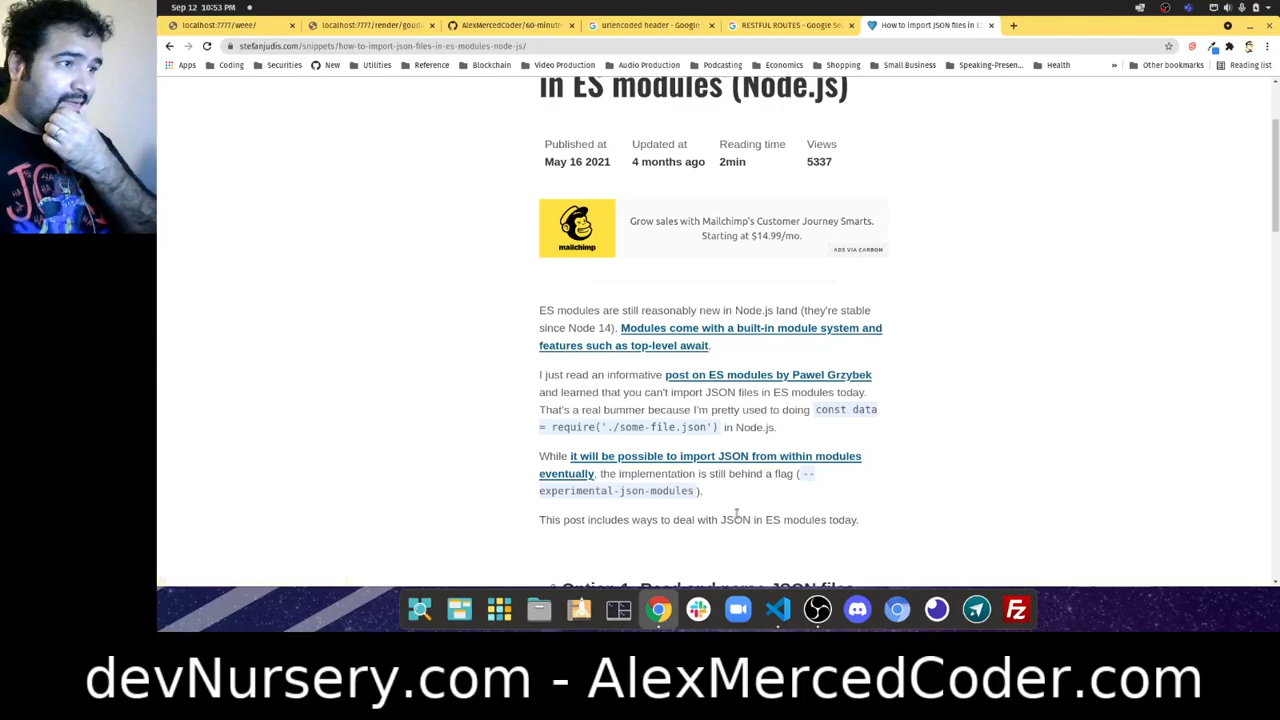 Sep 12 10:53 PM
localhost:7777/weee/
localhost:7777/render/goud
AlexMercedCoder/60-minute
urlencoded header - Google
RESTFUL ROUTES - Google Se
How to import JSON files in E
stefanjudis.com/snippets/how-to-import-json-files-in-es-modules-node-js/
Apps Coding Securities New Utilities Reference Blockchain Video Production Audio Production Podcasting Economics Shopping Small Business Speaking-Presen... Health » Other bookmarks Reading list
in ES modules (Node.js)
Published at Updated at Reading time Views
May 16 2021 4 months ago 2min 5337
Grow sales with Mailchimp's Customer Journey Smarts.
Starting at $14.99/mo.
mailchimp
ADS VIA CARBON
ES modules are still reasonably new in Node.js land (they're stable
since Node 14). Modules come with a built-in module system and
features such as top-level await.
I just read an informative post on ES modules by Pawel Grzybek
and learned that you can't import JSON files in ES modules today.
That's a real bummer because I'm pretty used to doing const data
= require('./some-file.json') in Node.js.
While it will be possible to import JSON from within modules
eventually, the implementation is still behind a flag (--
experimental-json-modules).
This post includes ways to deal with JSON in ES modules today.
Option 1: Read and parse JSON files
devNursery.com - AlexMercedCoder.com